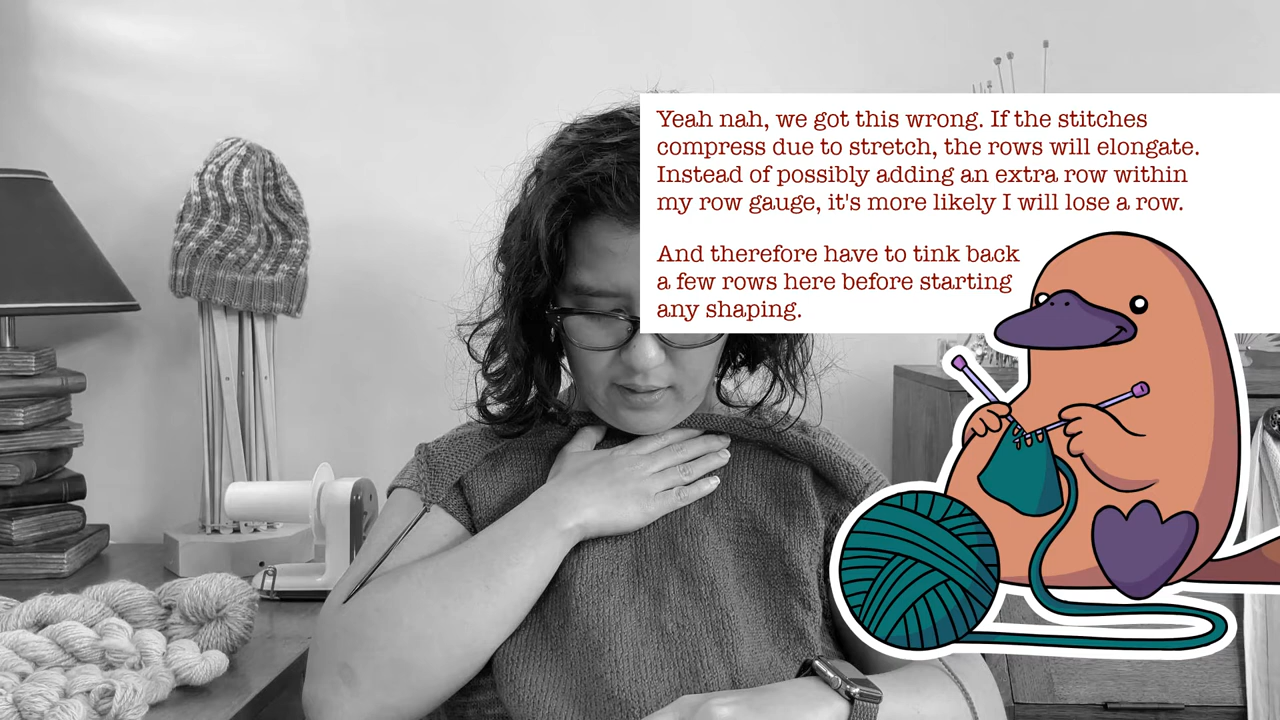 Yeah nah, we got this wrong. If the stitches
compress due to stretch, the rows will elongate.
Instead of possibly adding an extra row within
my row gauge, it's more likely I will lose a row.
And therefore have to tink back
a few rows here before starting
any shaping.